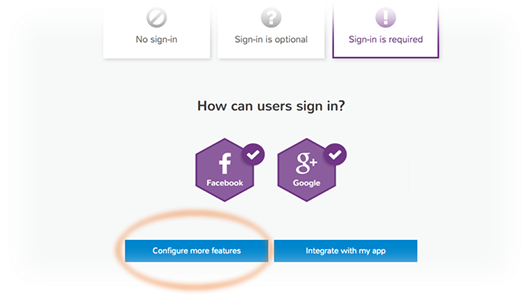 No sign-in
Sign-in is optional
Sign-in is required
How can users sign in?
f
g+
Facebook
Google
Configure more features
Integrate with my app